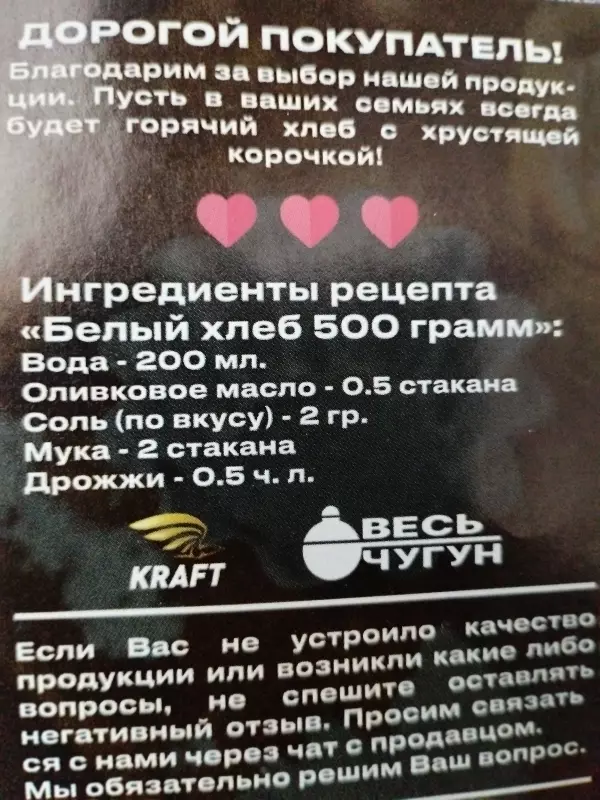 ДОРОГОЙ ПОКУПАТЕЛЬ!
Благодарим за выбор нашей продук-
ции. Пусть в ваших семьях всегда
будет горячий хлеб с хрустящей
корочкой!
Ингредиенты рецепта
«Белый хлеб 500 грамм»:
Вода - 200 мл.
Оливковое масло - 0.5 стакана
Соль (по вкусу) - 2 гр.
Мука - 2 стакана
Дрожжи - 0.5 ч. л.
KRAFT
ВЕСЬ
ЧУГУН
Если Вас не устроило качество
продукции или возникли какие либо
вопросы, не спешите оставлять
негативный отзыв. Просим связать
ся с нами через чат с продавцом.
Мы обязательно решим Ваш вопрос.